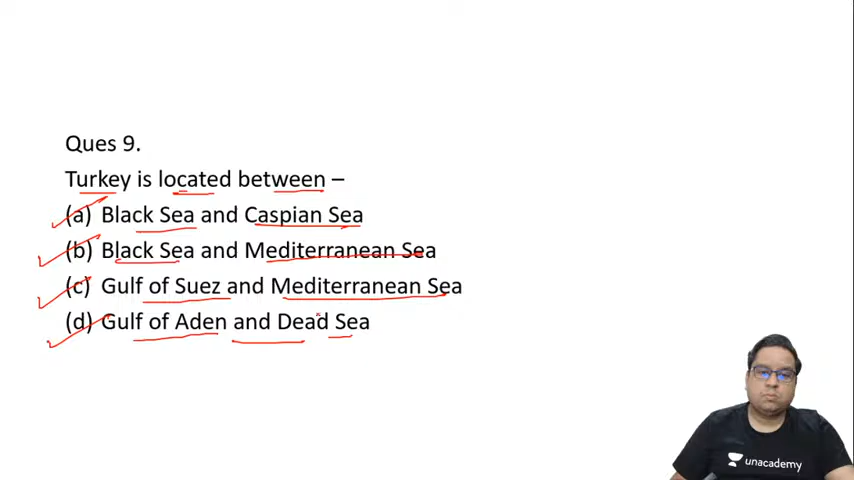 Ques 9.
Turkey is located between –
(a) Black Sea and Caspian Sea
(b) Black Sea and Mediterranean Sea
(c) Gulf of Suez and Mediterranean Sea
(d) Gulf of Aden and Dead Sea
unacademy